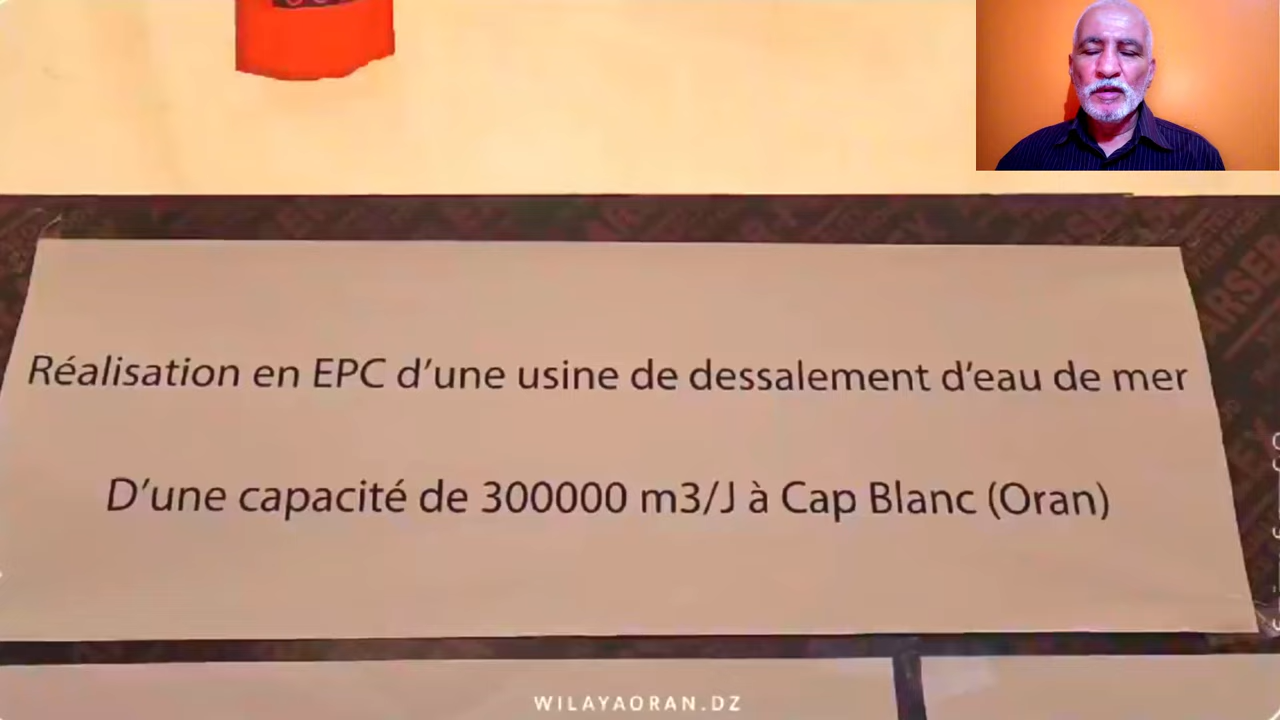 Réalisation en EPC d'une usine de dessalement d'eau de mer
D'une capacité de 300000 m3/J à Cap Blanc (Oran)
WILAYAORAN.DZ